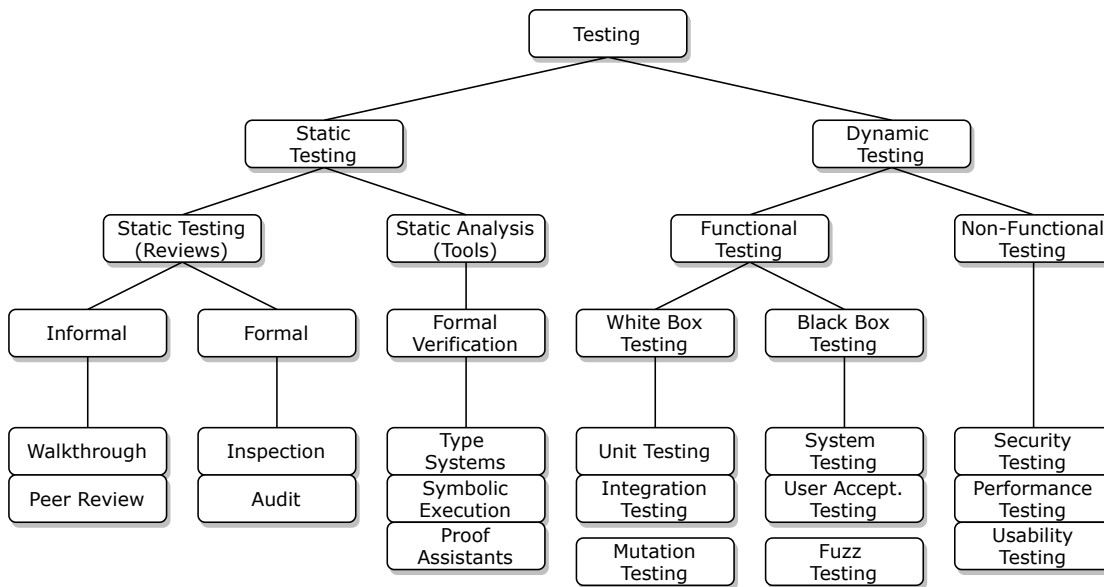 Testing
Static
Testing
Dynamic
Testing
Static Testing
(Reviews)
Static Analysis
(Tools)
Functional
Testing
Non-Functional
Testing
Informal
Formal
Formal
Verification
White Box
Testing
Black Box
Testing
Walkthrough
Peer Review
Inspection
Audit
Type
Systems
Symbolic
Execution
Proof
Assistants
Unit Testing
Integration
Testing
Mutation
Testing
System
Testing
User Accept.
Testing
Fuzz
Testing
Security
Testing
Performance
Testing
Usability
Testing